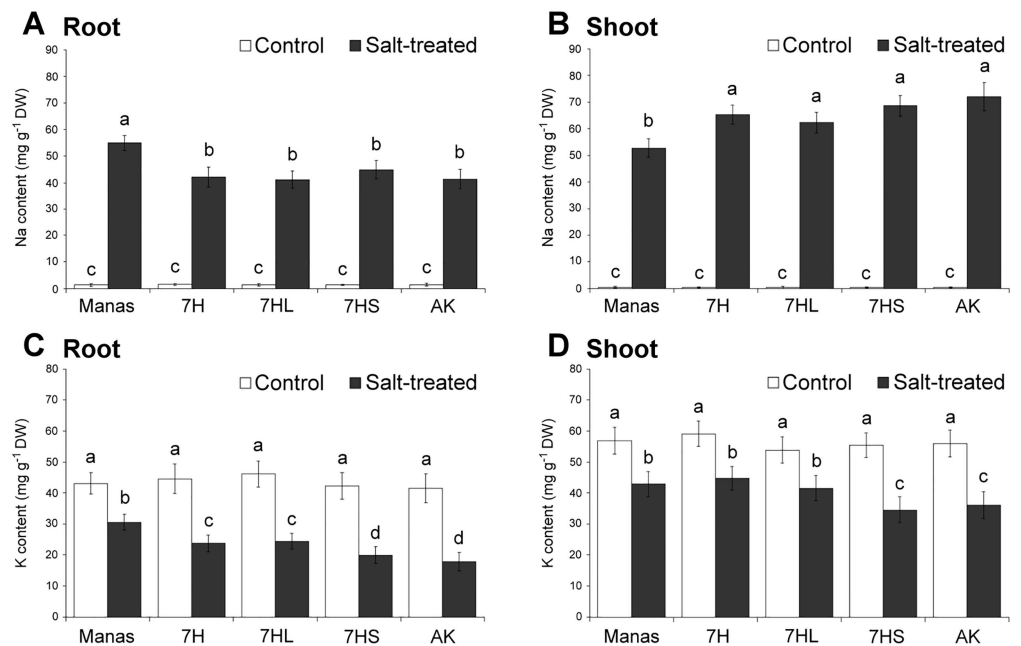 A Root
Control Salt-treated
Na content (mg g⁻¹ DW)
90
80
70
60
50
40
30
20
10
0
a
b
b
b
b
c
c
c
c
c
Manas 7H 7HL 7HS AK
B Shoot
Control Salt-treated
Na content (mg g⁻¹ DW)
90
80
70
60
50
40
30
20
10
0
b
a
a
a
a
c
c
c
c
c
Manas 7H 7HL 7HS AK
C Root
Control Salt-treated
K content (mg g⁻¹ DW)
80
70
60
50
40
30
20
10
0
a
a
a
a
a
b
c
c
d
d
Manas 7H 7HL 7HS AK
D Shoot
Control Salt-treated
K content (mg g⁻¹ DW)
80
70
60
50
40
30
20
10
0
a
a
a
a
a
b
b
b
c
c
Manas 7H 7HL 7HS AK